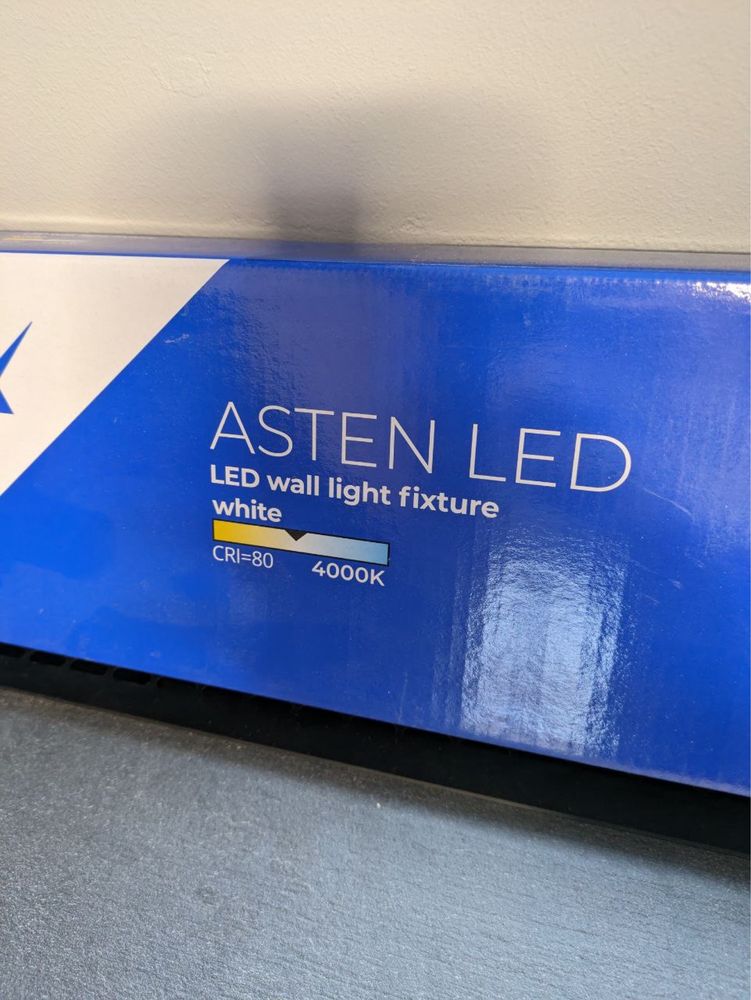 ASTEN LED
LED wall light fixture
white
CRI=80 4000K